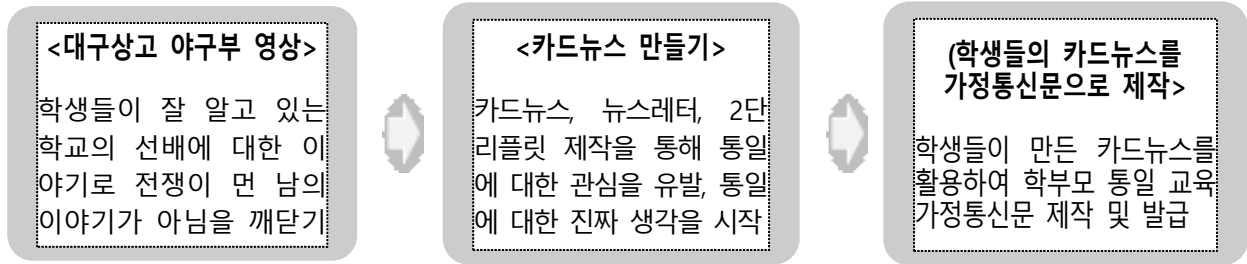 <대구상고 야구부 영상>
학생들이 잘 알고 있는
학교의 선배에 대한 이
야기로 전쟁이 먼 남의
이야기가 아님을 깨닫기
<카드뉴스 만들기>
카드뉴스, 뉴스레터, 2단
리플릿 제작을 통해 통일
에 대한 관심을 유발, 통일
에 대한 진짜 생각을 시작
(학생들의 카드뉴스를
가정통신문으로 제작>
학생들이 만든 카드뉴스를
활용하여 학부모 통일 교육
가정통신문 제작 및 발급